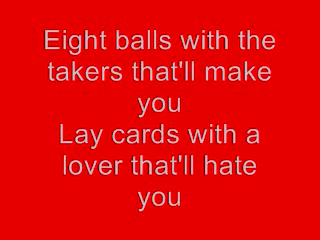 Eight balls with the
takers that'll make
you
Lay cards with a
lover that'll hate
you